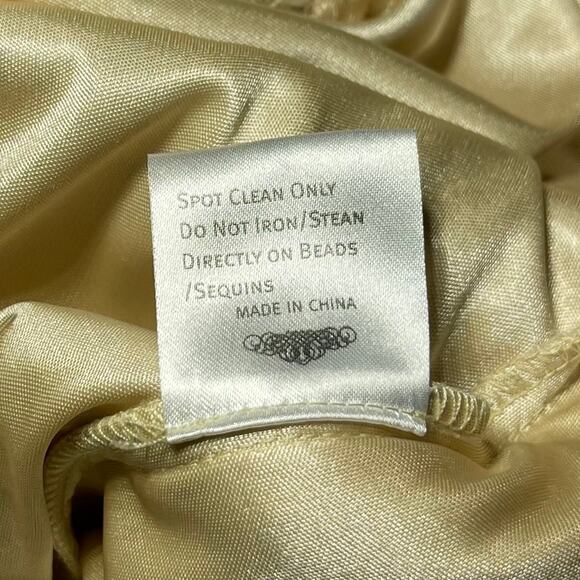 SPOT CLEAN ONLY
DO NOT IRON/STEAN
DIRECTLY ON BEADS
/SEQUINS
MADE IN CHINA